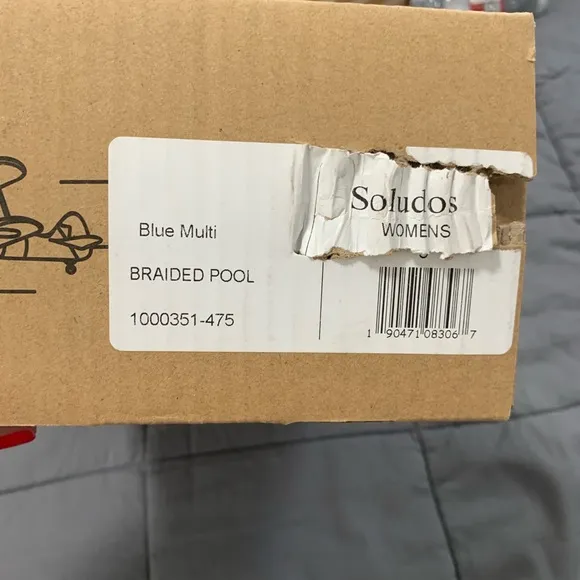 Blue Multi
BRAIDED POOL
1000351-475
Soludos
WOMENS
1 90471 08306 7